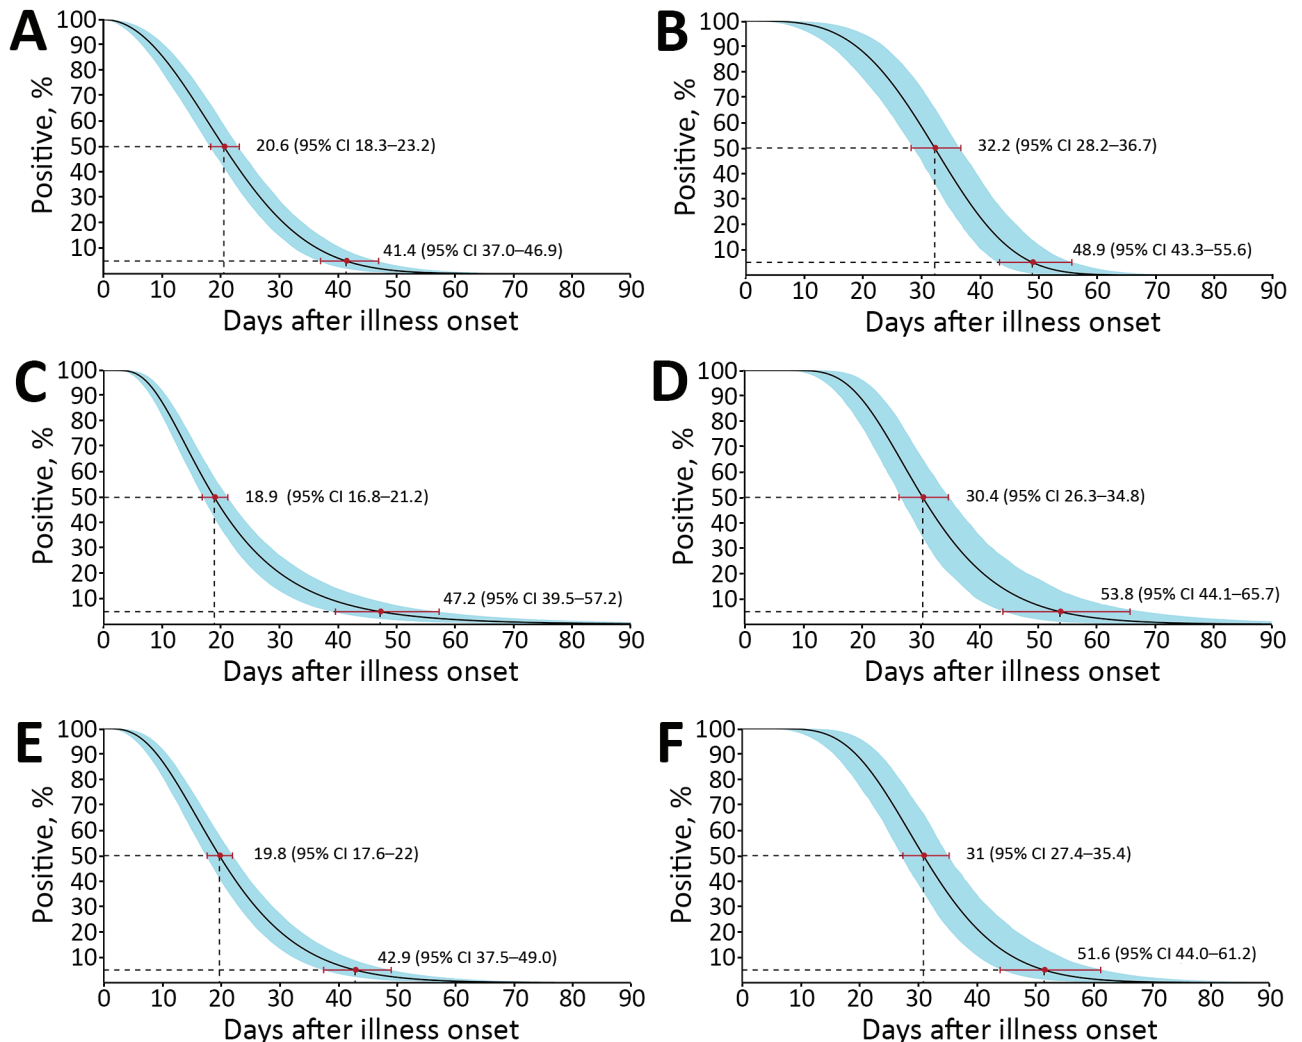 A
Positive, %
100
90
80
70
60
50
40
30
20
10
20.6 (95% CI 18.3–23.2)
41.4 (95% CI 37.0–46.9)
0 10 20 30 40 50 60 70 80 90
Days after illness onset
B
Positive, %
100
90
80
70
60
50
40
30
20
10
32.2 (95% CI 28.2–36.7)
48.9 (95% CI 43.3–55.6)
0 10 20 30 40 50 60 70 80 90
Days after illness onset
C
Positive, %
100
90
80
70
60
50
40
30
20
10
18.9 (95% CI 16.8–21.2)
47.2 (95% CI 39.5–57.2)
0 10 20 30 40 50 60 70 80 90
Days after illness onset
D
Positive, %
100
90
80
70
60
50
40
30
20
10
30.4 (95% CI 26.3–34.8)
53.8 (95% CI 44.1–65.7)
0 10 20 30 40 50 60 70 80 90
Days after illness onset
E
Positive, %
100
90
80
70
60
50
40
30
20
10
19.8 (95% CI 17.6–22)
42.9 (95% CI 37.5–49.0)
0 10 20 30 40 50 60 70 80 90
Days after illness onset
F
Positive, %
100
90
80
70
60
50
40
30
20
10
31 (95% CI 27.4–35.4)
51.6 (95% CI 44.0–61.2)
0 10 20 30 40 50 60 70 80 90
Days after illness onset